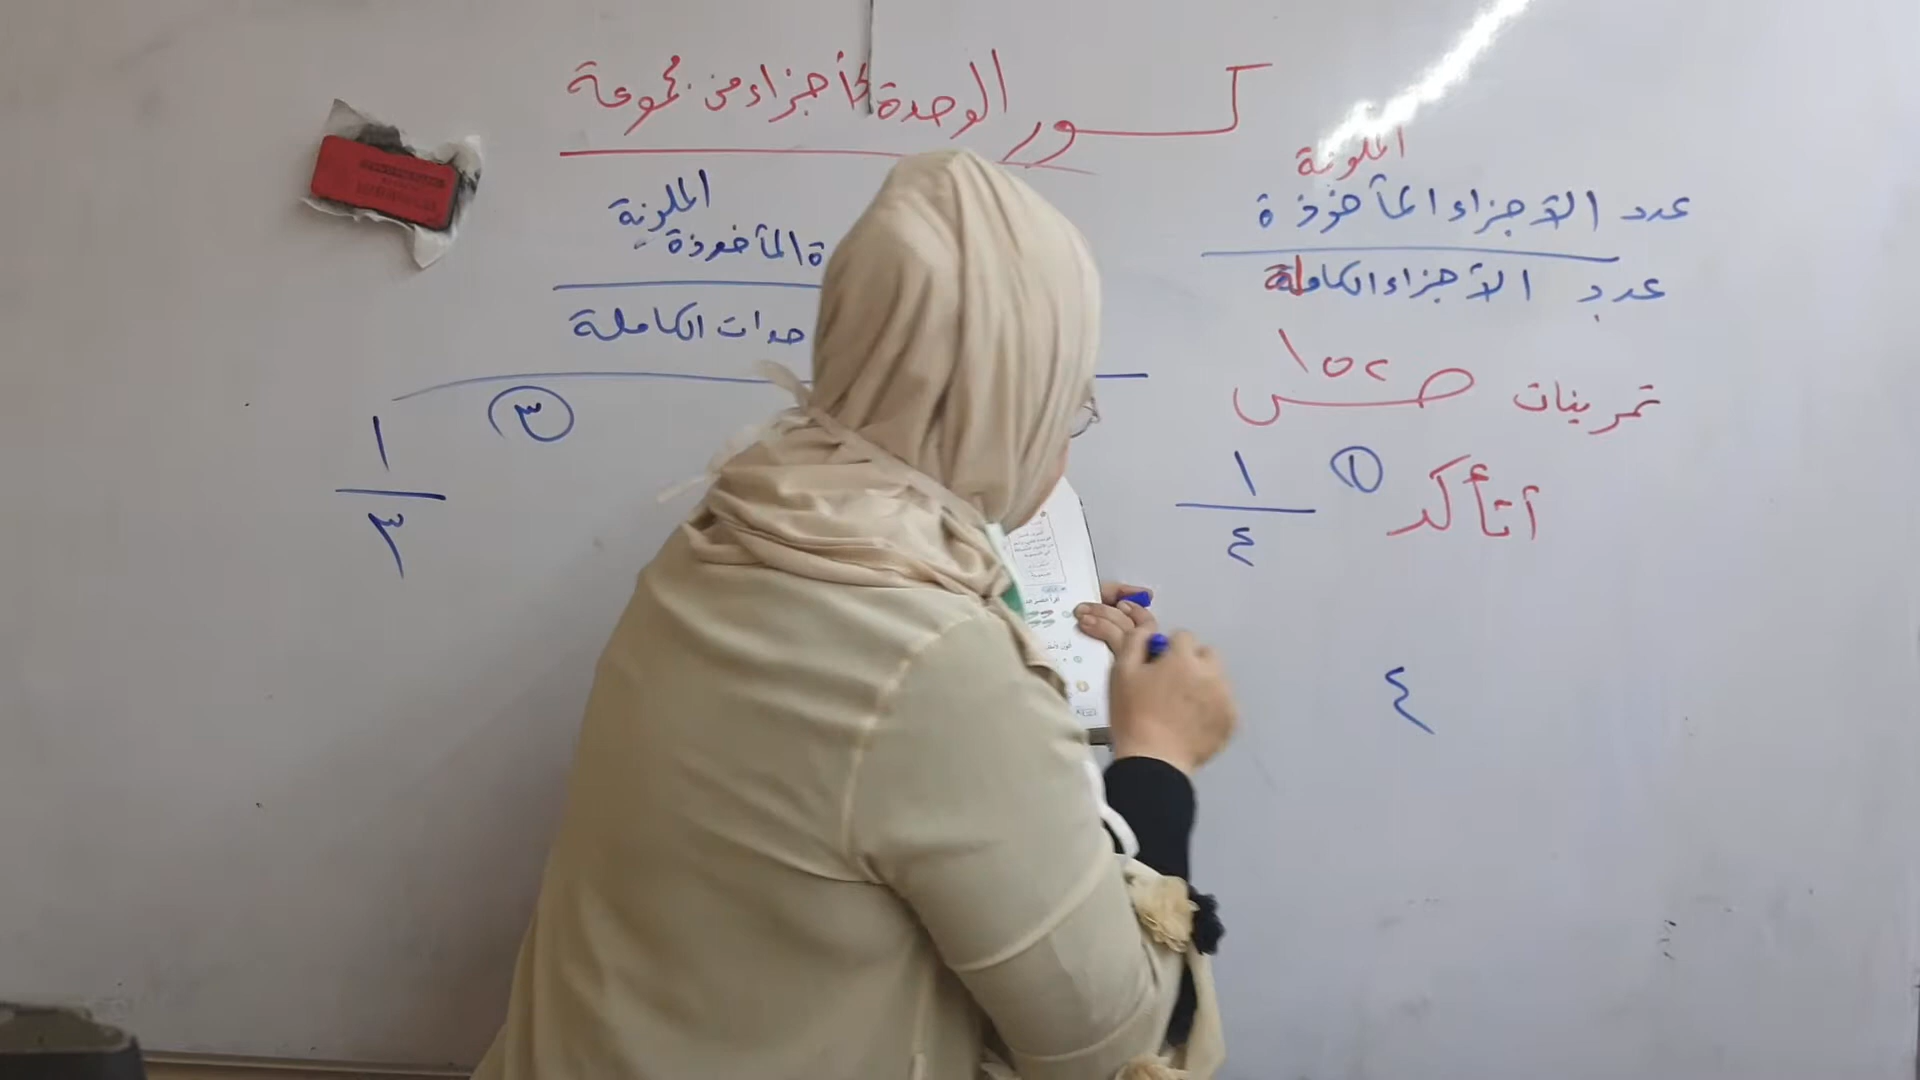 كسور الوحدة كأجزاء من مجموعة
الملونة
عدد الأجزاء المأخوذة
عدد الأجزاء الكاملة
الملونة
ة المأخوذة
حدات الكاملة
تمرينات ص ١٥٢
أتأكد
١
١
٤
٣
١
٣
٤